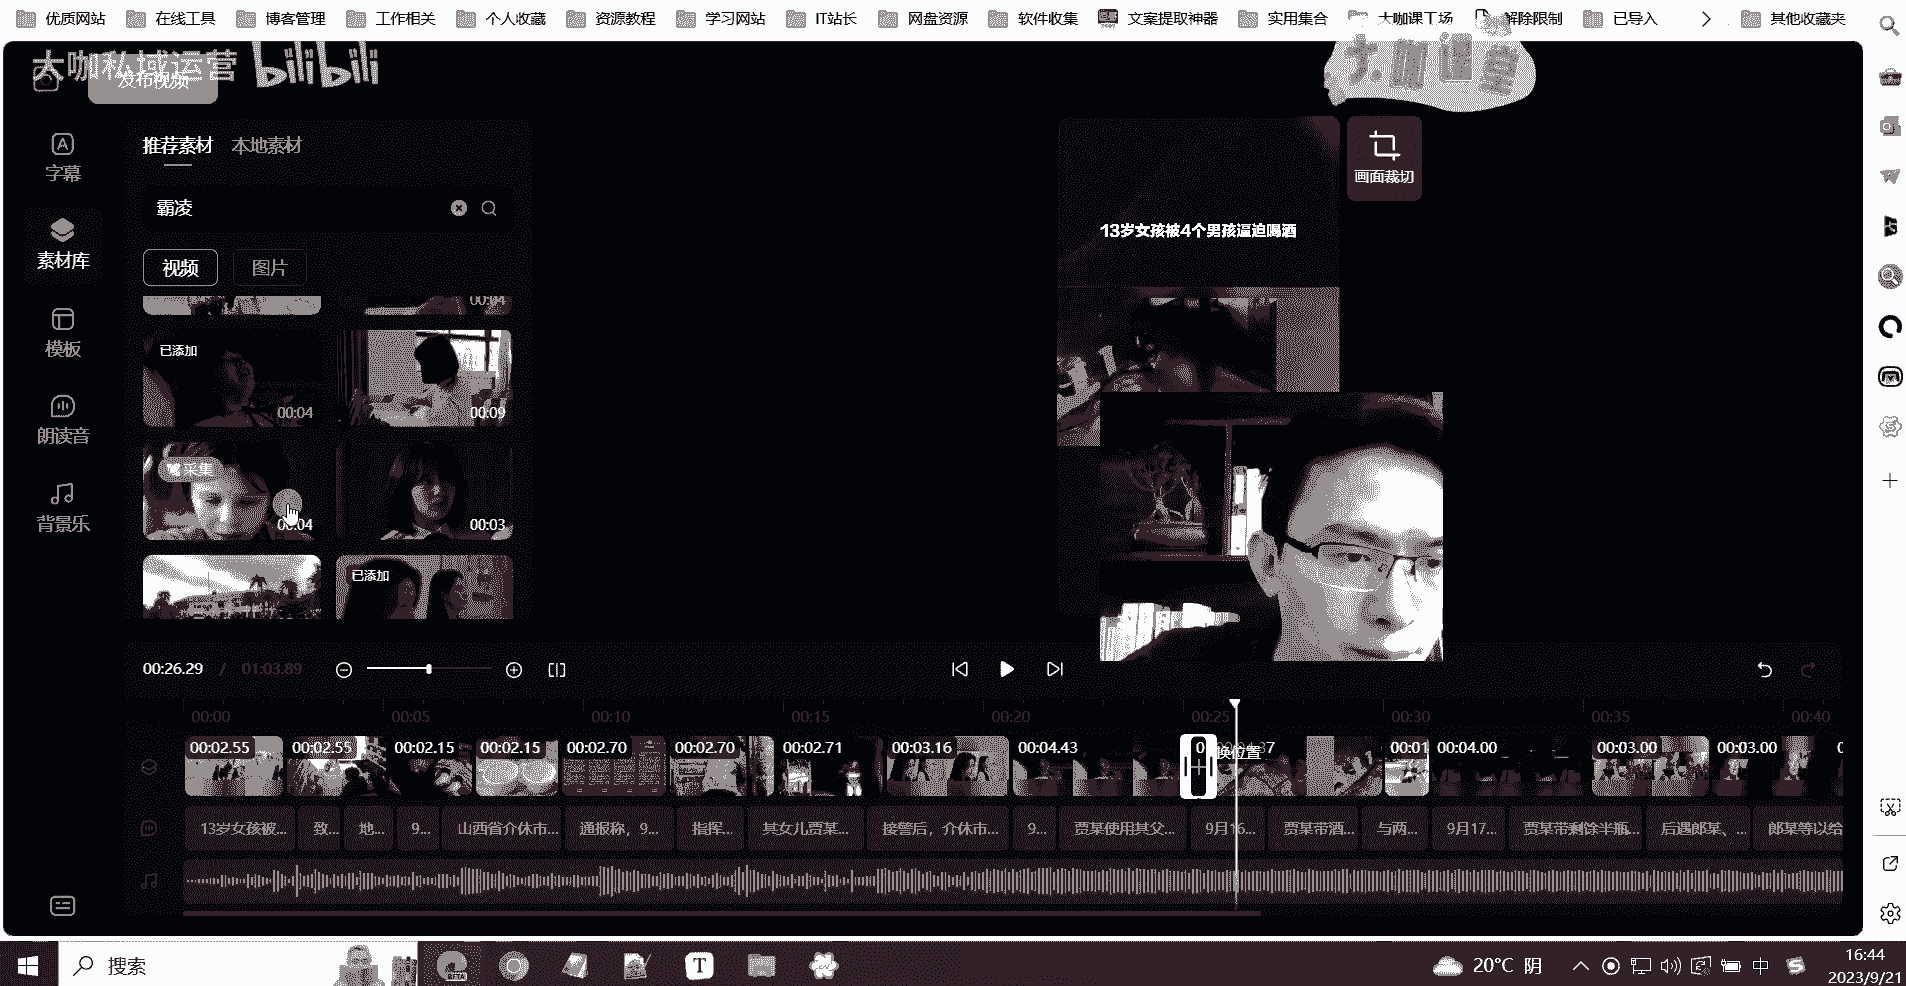 优质网站 在线工具 博客管理 工作相关 个人收藏 资源教程 学习网站 IT站长 网盘资源 软件收集 文案提取神器 实用集合 大咖课工场 解除限制 已导入 其他收藏夹
大咖私域运营 bilibili
发布视频
大咖课堂
字幕
素材库
模板
朗读音
背景乐
推荐素材 本地素材
霸凌
视频 图片
00:04
已添加
00:04 00:09
采集
00:04 00:03
已添加
画面裁切
13岁女孩被4个男孩逼迫喝酒
00:26.29 / 01:03.89
00:00 00:05 00:10 00:15 00:20 00:25 00:30 00:35 00:40
00:02.55 00:02.55 00:02.15 00:02.15 00:02.70 00:02.70 00:02.71 00:03.16 00:04.43 换位置 00:01 00:04.00 00:03.00 00:03.00
13岁女孩被... 致... 地... 9... 山西省介休市... 通报称，9... 指挥... 其女儿贾某... 接警后，介休市... 9... 贾某使用其父... 9月16... 贾某带酒... 与两... 9月17... 贾某带剩馀半瓶... 后遇郎某、... 郎某等以给
搜索
BETA
T
20°C 阴
中
16:44
2023/9/21